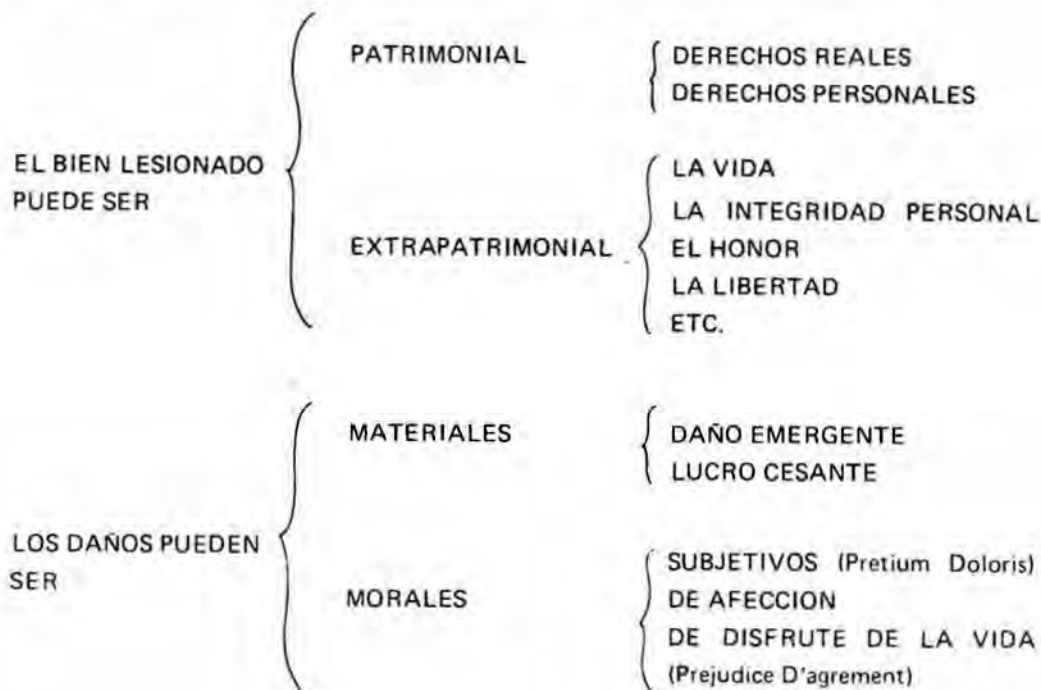 PATRIMONIAL
DERECHOS REALES
DERECHOS PERSONALES
EL BIEN LESIONADO
PUEDE SER
EXTRAPATRIMONIAL
LA VIDA
LA INTEGRIDAD PERSONAL
EL HONOR
LA LIBERTAD
ETC.
MATERIALES
DAÑO EMERGENTE
LUCRO CESANTE
LOS DAÑOS PUEDEN
SER
MORALES
SUBJETIVOS (Pretium Doloris)
DE AFECCION
DE DISFRUTE DE LA VIDA
(Prejudice D'agrement)